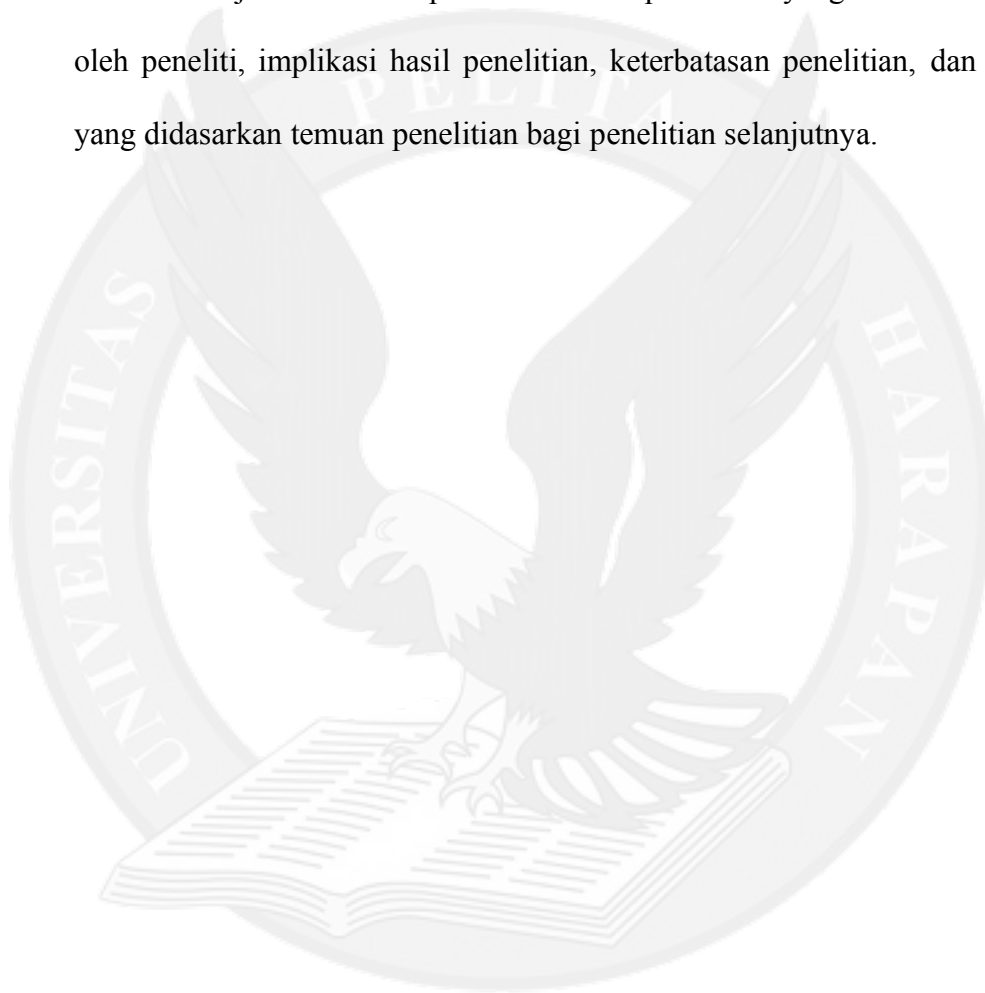 oleh peneliti, implikasi hasil penelitian, keterbatasan penelitian, dan
yang didasarkan temuan penelitian bagi penelitian selanjutnya.
UNIVERSITAS PELITA HARAPAN